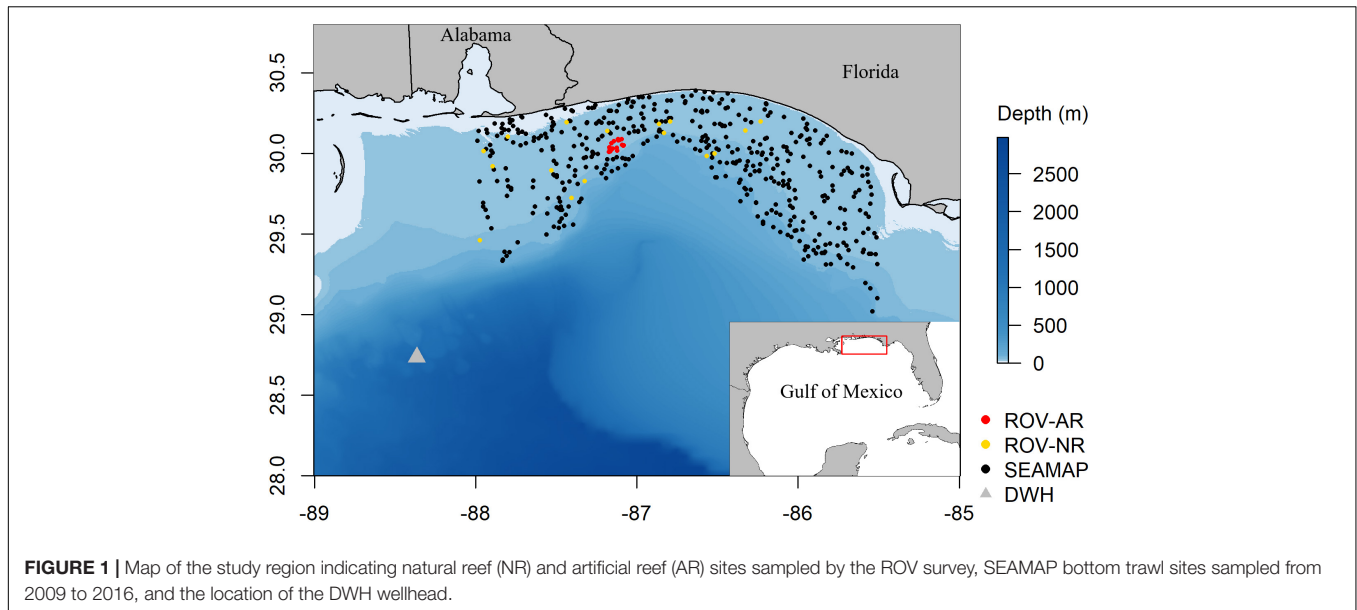 Alabama
Florida
30.5
30.0
29.5
29.0
28.5
28.0
-89
-88
-87
-86
-85
Gulf of Mexico
Depth (m)
2500
2000
1500
1000
500
0
ROV-AR
ROV-NR
SEAMAP
DWH
FIGURE 1 | Map of the study region indicating natural reef (NR) and artificial reef (AR) sites sampled by the ROV survey, SEAMAP bottom trawl sites sampled from
2009 to 2016, and the location of the DWH wellhead.